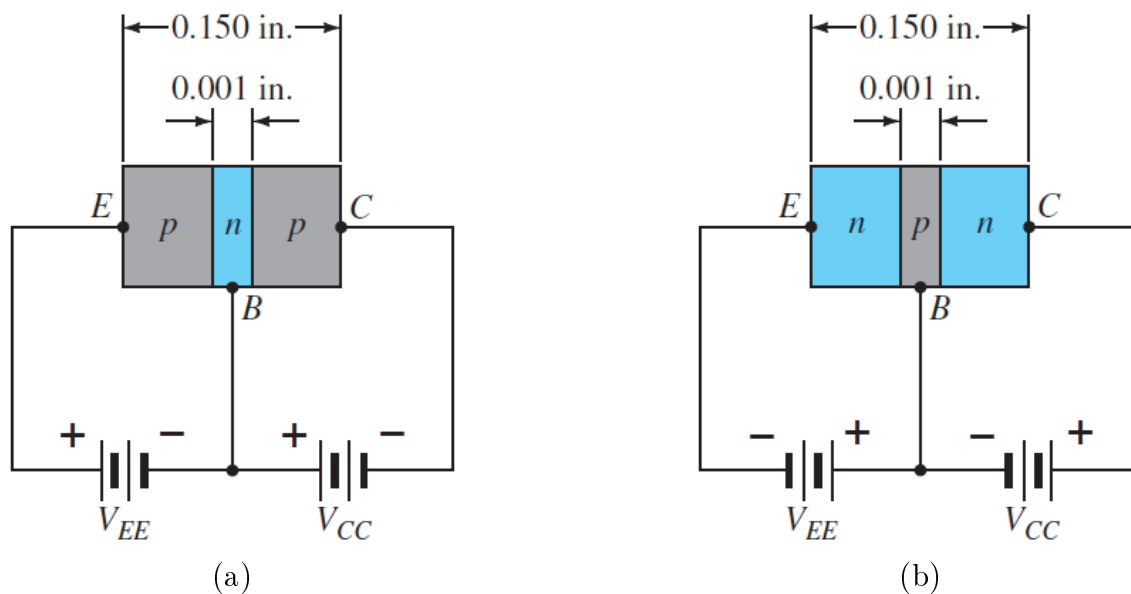 0.150 in.
0.001 in.
E
p
n
p
C
B
+ − + −
V_EE
V_CC
(a)
0.150 in.
0.001 in.
E
n
p
n
C
B
− + − +
V_EE
V_CC
(b)